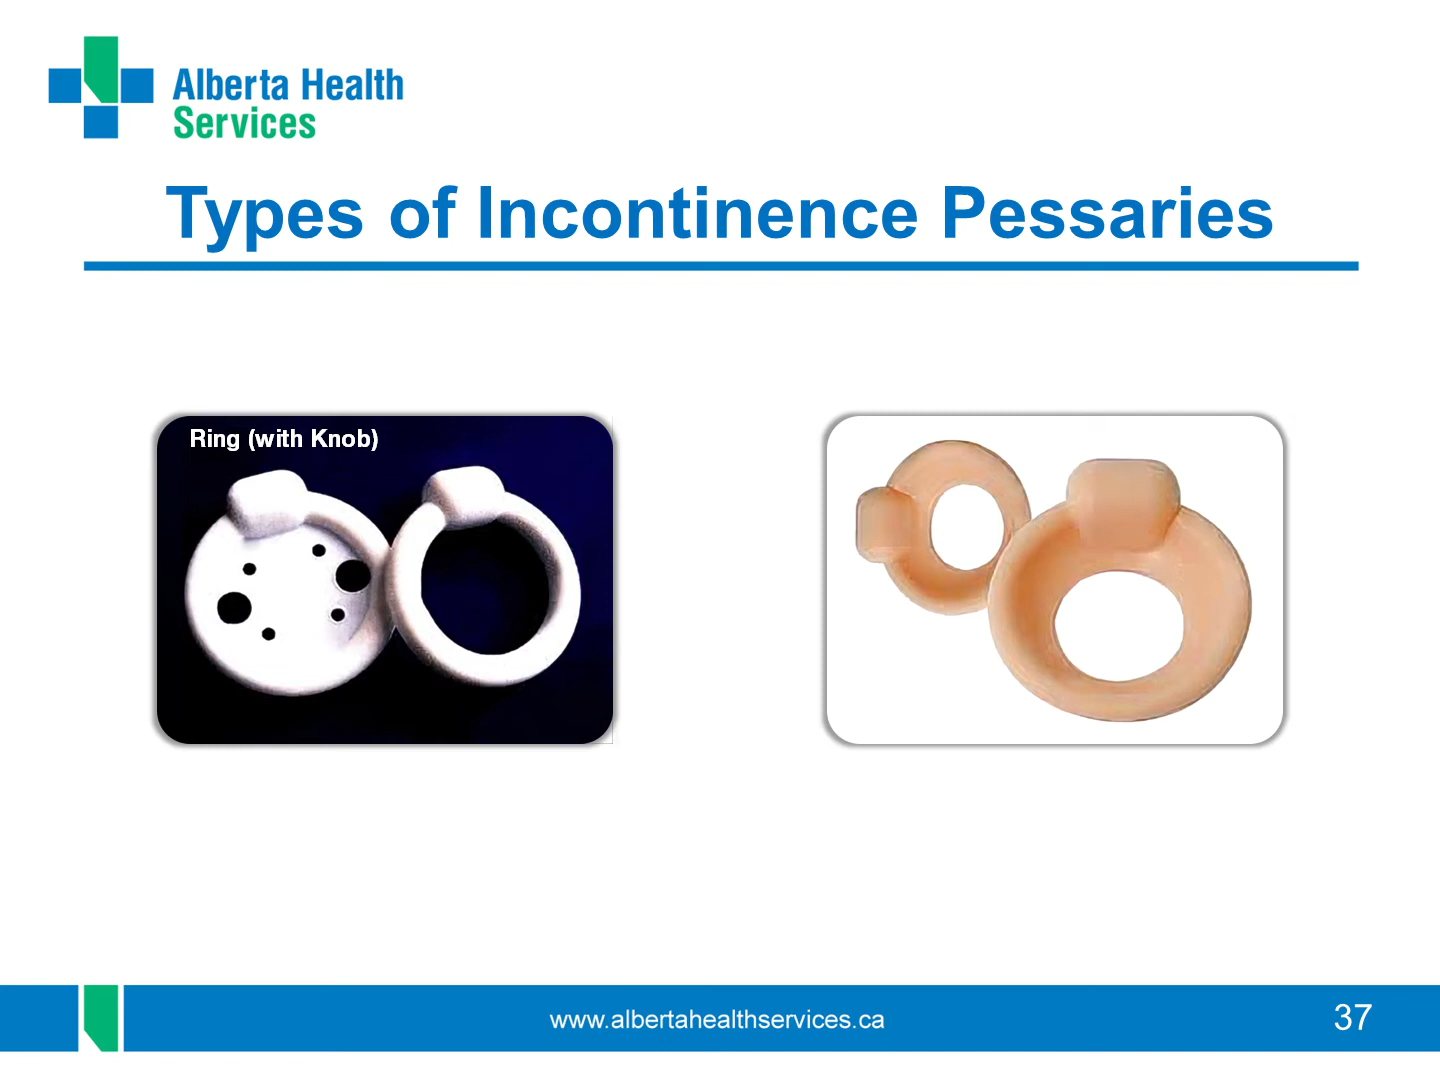 Alberta Health
Services
Types of Incontinence Pessaries
Ring (with Knob)
www.albertahealthservices.ca
37